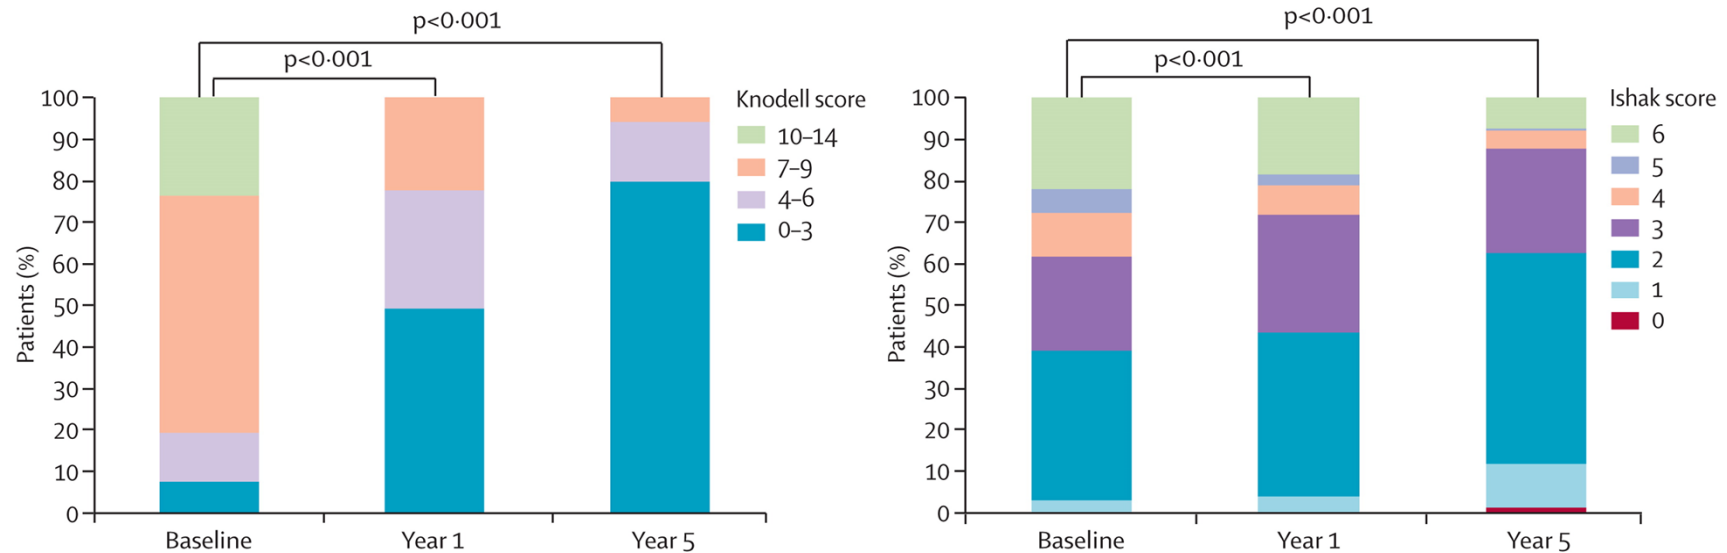 p<0·001
p<0·001
Knodell score
10–14
7–9
4–6
0–3
Patients (%)
100
90
80
70
60
50
40
30
20
10
0
Baseline
Year 1
Year 5
p<0·001
p<0·001
Ishak score
6
5
4
3
2
1
0
Patients (%)
100
90
80
70
60
50
40
30
20
10
0
Baseline
Year 1
Year 5